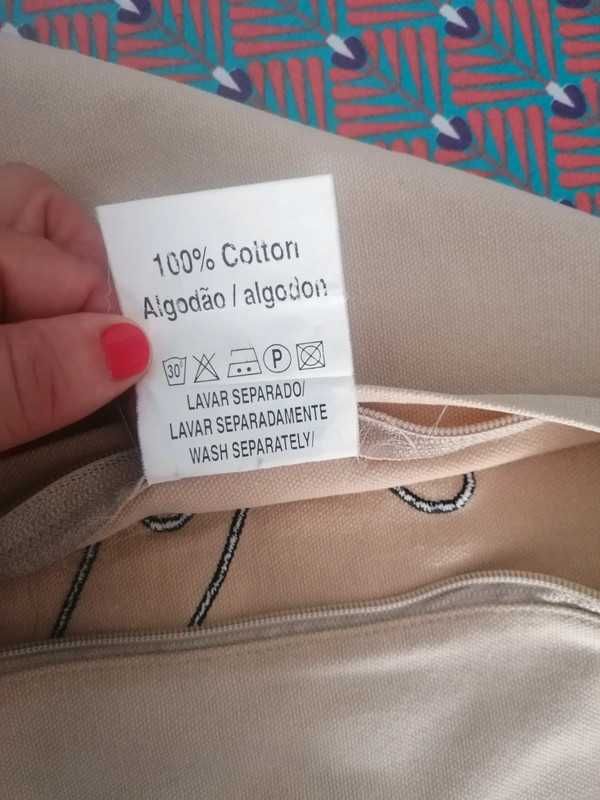 100% Cotton
Algodão / algodon
30° P
LAVAR SEPARADO/
LAVAR SEPARADAMENTE
WASH SEPARATELY/